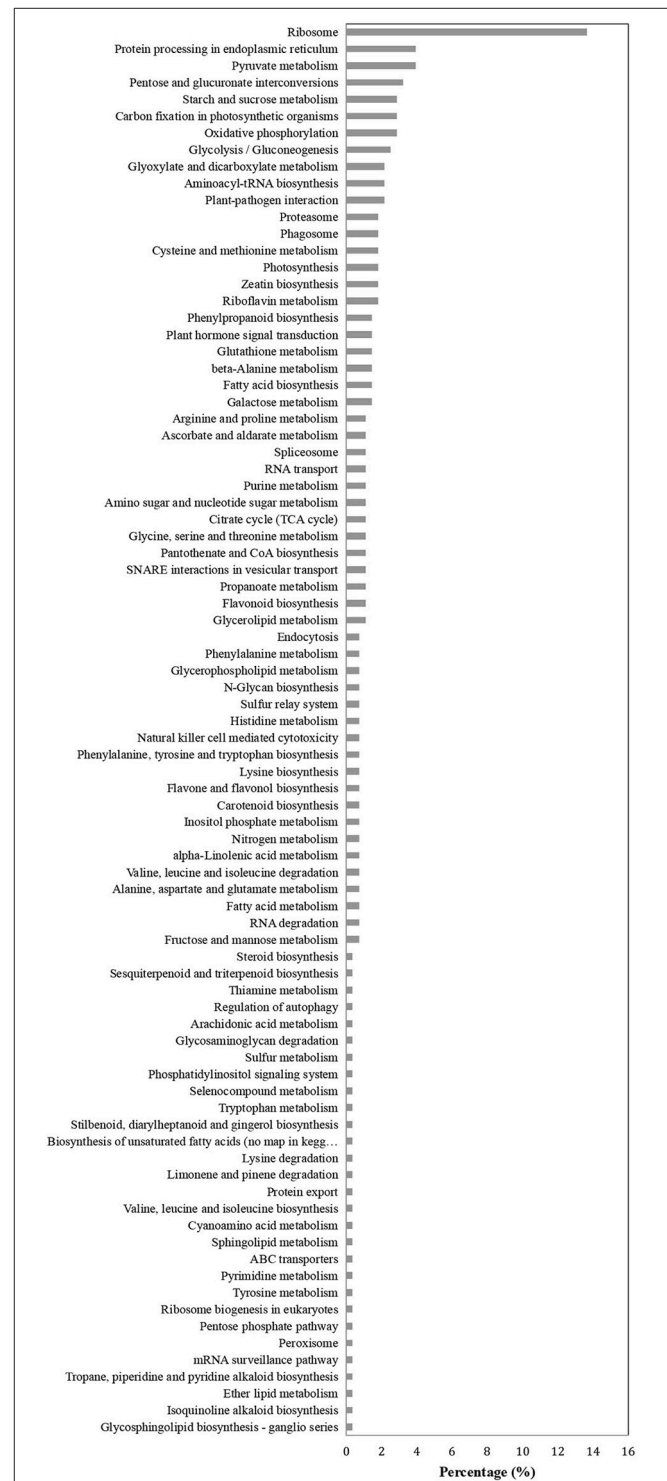 Ribosome
Protein processing in endoplasmic reticulum
Pyruvate metabolism
Pentose and glucuronate interconversions
Starch and sucrose metabolism
Carbon fixation in photosynthetic organisms
Oxidative phosphorylation
Glycolysis / Gluconeogenesis
Glyoxylate and dicarboxylate metabolism
Aminoacyl-tRNA biosynthesis
Plant-pathogen interaction
Proteasome
Phagosome
Cysteine and methionine metabolism
Photosynthesis
Zeatin biosynthesis
Riboflavin metabolism
Phenylpropanoid biosynthesis
Plant hormone signal transduction
Glutathione metabolism
beta-Alanine metabolism
Fatty acid biosynthesis
Galactose metabolism
Arginine and proline metabolism
Ascorbate and aldarate metabolism
Spliceosome
RNA transport
Purine metabolism
Amino sugar and nucleotide sugar metabolism
Citrate cycle (TCA cycle)
Glycine, serine and threonine metabolism
Pantothenate and CoA biosynthesis
SNARE interactions in vesicular transport
Propanoate metabolism
Flavonoid biosynthesis
Glycerolipid metabolism
Endocytosis
Phenylalanine metabolism
Glycerophospholipid metabolism
N-Glycan biosynthesis
Sulfur relay system
Histidine metabolism
Natural killer cell mediated cytotoxicity
Phenylalanine, tyrosine and tryptophan biosynthesis
Lysine biosynthesis
Flavone and flavonol biosynthesis
Carotenoid biosynthesis
Inositol phosphate metabolism
Nitrogen metabolism
alpha-Linolenic acid metabolism
Valine, leucine and isoleucine degradation
Alanine, aspartate and glutamate metabolism
Fatty acid metabolism
RNA degradation
Fructose and mannose metabolism
Steroid biosynthesis
Sesquiterpenoid and triterpenoid biosynthesis
Thiamine metabolism
Regulation of autophagy
Arachidonic acid metabolism
Glycosaminoglycan degradation
Sulfur metabolism
Phosphatidylinositol signaling system
Selenocompound metabolism
Tryptophan metabolism
Stilbenoid, diarylheptanoid and gingerol biosynthesis
Biosynthesis of unsaturated fatty acids (no map in kegg…
Lysine degradation
Limonene and pinene degradation
Protein export
Valine, leucine and isoleucine biosynthesis
Cyanoamino acid metabolism
Sphingolipid metabolism
ABC transporters
Pyrimidine metabolism
Tyrosine metabolism
Ribosome biogenesis in eukaryotes
Pentose phosphate pathway
Peroxisome
mRNA surveillance pathway
Tropane, piperidine and pyridine alkaloid biosynthesis
Ether lipid metabolism
Isoquinoline alkaloid biosynthesis
Glycosphingolipid biosynthesis - ganglio series
0 2 4 6 8 10 12 14 16
Percentage (%)